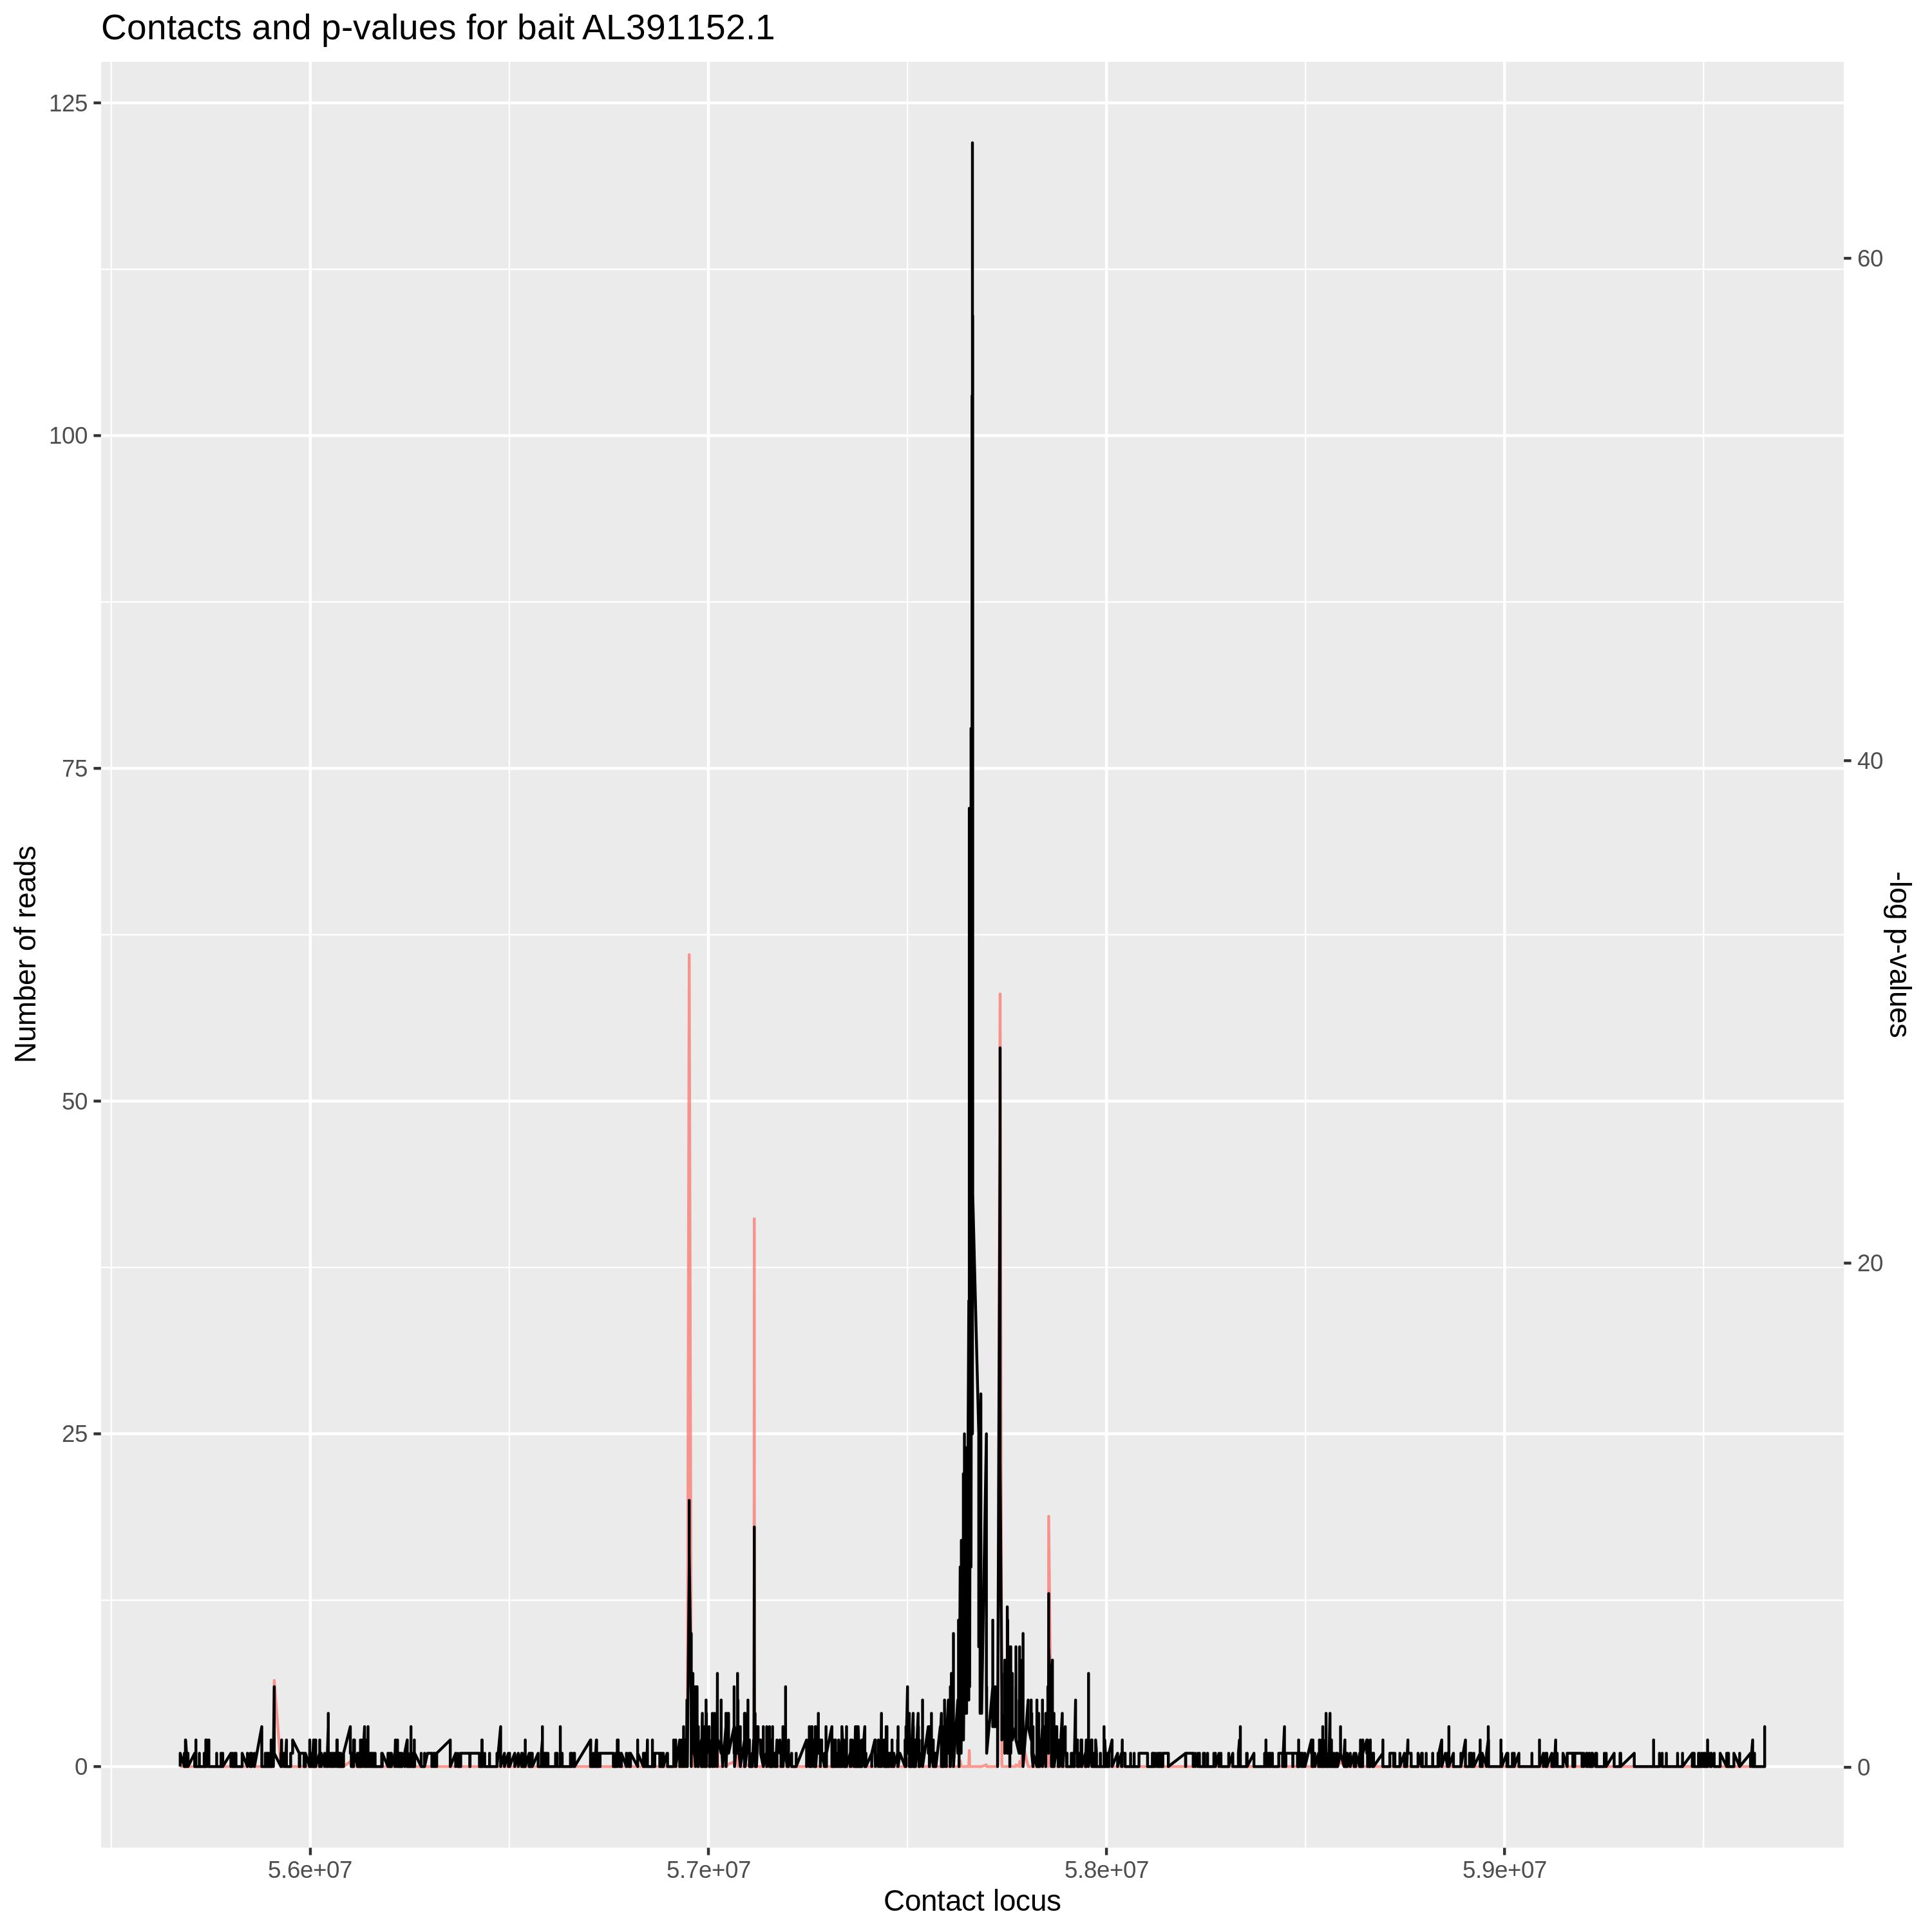 Contacts and p-values for bait AL391152.1
125
100
75
50
25
0
60
40
20
0
Number of reads
-log p-values
5.6e+07
5.7e+07
5.8e+07
5.9e+07
Contact locus